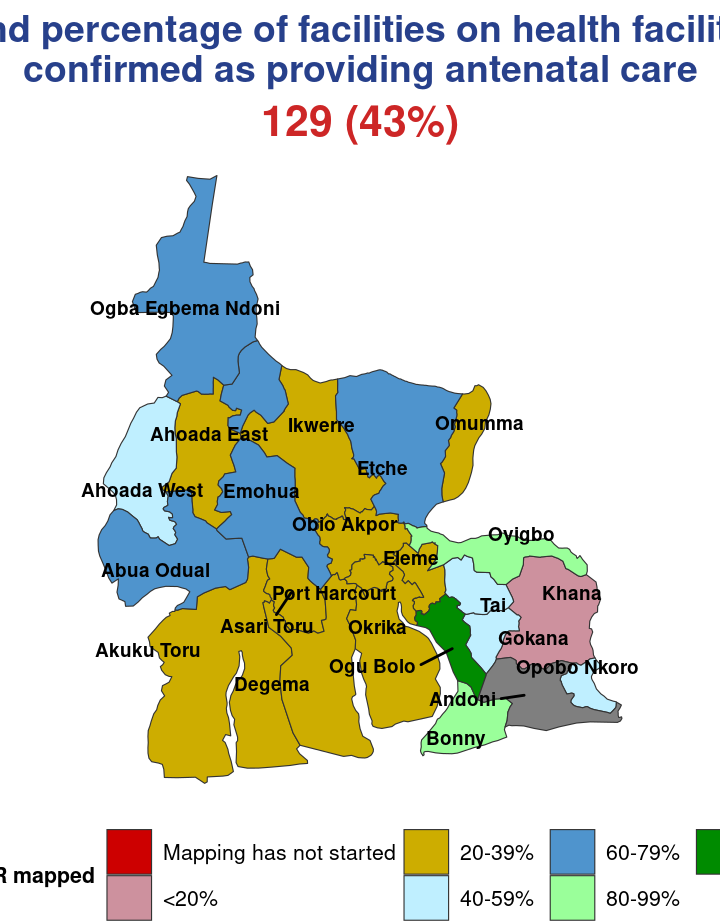 percentage of facilities on health
confirmed as providing antenatal care
129 (43%)
Ogba Egbema Ndoni
Omumma
Ikwerre
Ahoada East
Etche
Ahoada West
Emohua
Obio Akpor
Oyigbo
Eleme
Abua Odual
Port Harcourt
Khana
Tai
Asari Toru
Okrika
Gokana
Akuku Toru
Ogu Bolo
Opobo Nkoro
Degema
Andoni
Bonny
Mapping has not started
20-39%
60-79%
mapped
<20%
40-59%
80-99%